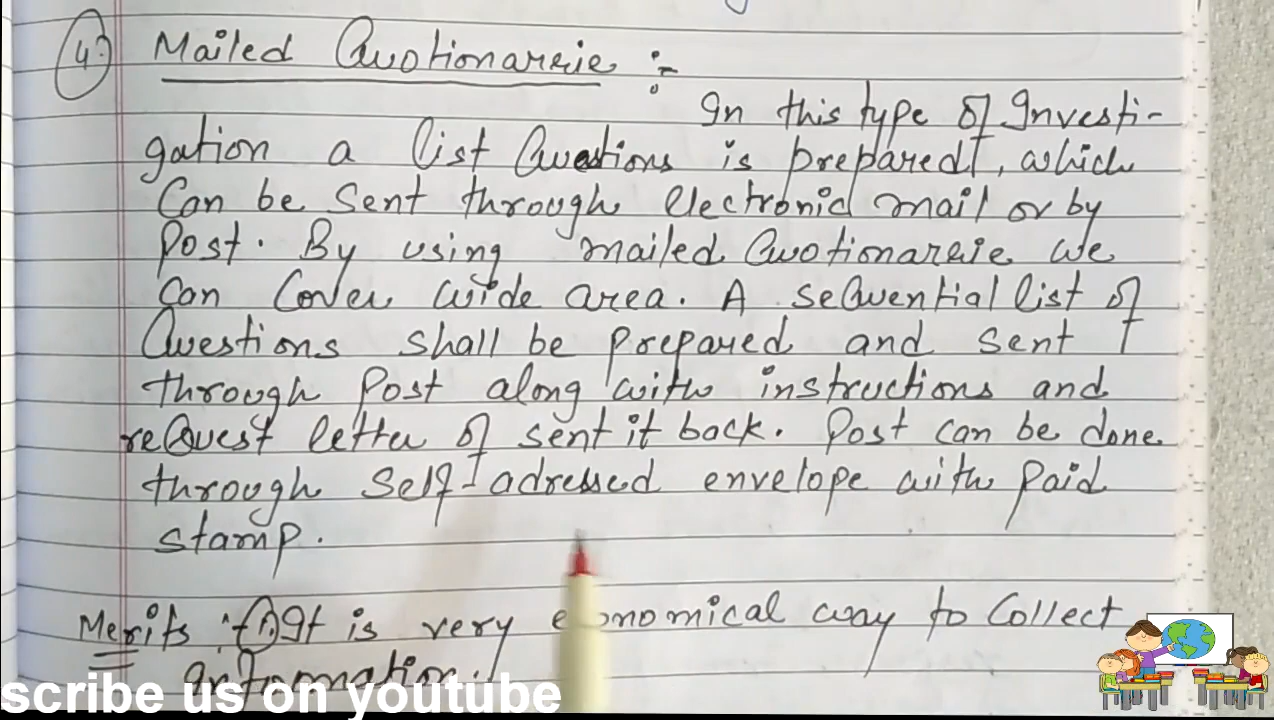 4. Mailed Quotionareie :-
In this type of Investi-
gation a list Questions is prepared, which
Can be Sent through electronic mail or by
Post. By using mailed Quotionareie we
Can Cover wide area. A sequential list of
Questions shall be prepared and sent
through Post along with instructions and
request letter of sent it back. Post can be done
through Self-adressed envelope with paid
stamp.
Merits :- 1) It is very economical way to Collect
information.
scribe us on youtube